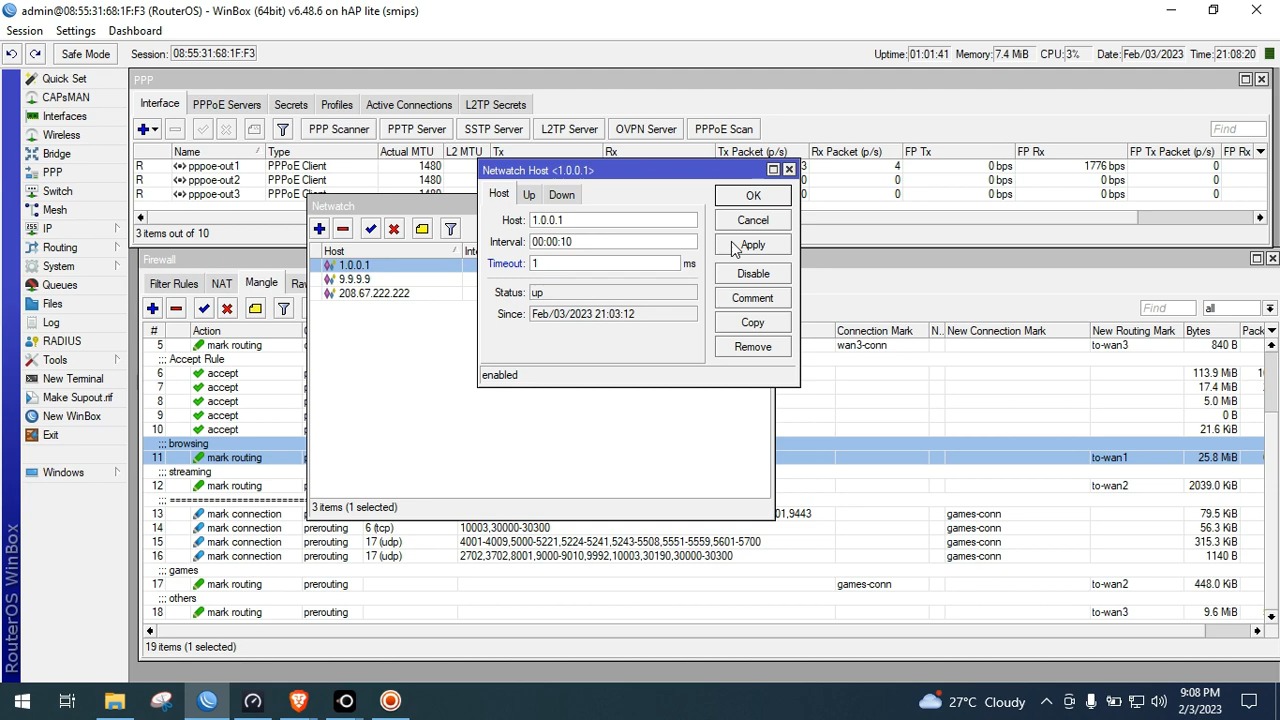 admin@08:55:31:68:1F:F3 (RouterOS) - WinBox (64bit) v6.48.6 on hAP lite (smips)
Session Settings Dashboard
Safe Mode Session: 08:55:31:68:1F:F3 Uptime: 01:01:41 Memory: 7.4 MiB CPU: 3% Date: Feb/03/2023 Time: 21:08:20
Quick Set
CAPsMAN
Interfaces
Wireless
Bridge
PPP
Switch
Mesh
IP
Routing
System
Queues
Files
Log
RADIUS
Tools
New Terminal
Make Supout.rif
New WinBox
Exit
Windows
RouterOS WinBox
PPP
Interface PPPoE Servers Secrets Profiles Active Connections L2TP Secrets
PPP Scanner PPTP Server SSTP Server L2TP Server OVPN Server PPPoE Scan Find
Name Type Actual MTU L2 MTU Tx Rx Tx Packet (p/s) Rx Packet (p/s) FP Tx FP Rx FP Tx Packet (p/s) FP Rx
R pppoe-out1 PPPoE Client 1480 3 4 0 bps 1776 bps 0
R pppoe-out2 PPPoE Client 1480 0 0 bps 0 bps 0
R pppoe-out3 PPPoE Client 1480 0 0 bps 0 bps 0
3 items out of 10
Netwatch
Host
1.0.0.1
9.9.9.9
208.67.222.222
3 items (1 selected)
Netwatch Host <1.0.0.1>
Host Up Down
Host: 1.0.0.1
Interval: 00:00:10
Timeout: 1 ms
Status: up
Since: Feb/03/2023 21:03:12
enabled
OK
Cancel
Apply
Disable
Comment
Copy
Remove
Firewall
Filter Rules NAT Mangle
Find all
# Action Connection Mark N.. New Connection Mark New Routing Mark Bytes
5 mark routing wan3-conn to-wan3 840 B
;;; Accept Rule
6 accept 113.9 MiB
7 accept 17.4 MiB
8 accept 5.0 MiB
9 accept 0 B
10 accept 21.6 KiB
;;; browsing
11 mark routing to-wan1 25.8 MiB
;;; streaming
12 mark routing to-wan2 2039.0 KiB
13 mark connection 01,9443 games-conn 79.5 KiB
14 mark connection prerouting 6 (tcp) 10003,30000-30300 games-conn 56.3 KiB
15 mark connection prerouting 17 (udp) 4001-4009,5000-5221,5224-5241,5243-5508,5551-5559,5601-5700 games-conn 315.3 KiB
16 mark connection prerouting 17 (udp) 2702,3702,8001,9000-9010,9992,10003,30190,30000-30300 games-conn 1140 B
;;; games
17 mark routing prerouting games-conn to-wan2 448.0 KiB
;;; others
18 mark routing prerouting to-wan3 9.6 MiB
19 items (1 selected)
27°C Cloudy
9:08 PM
2/3/2023